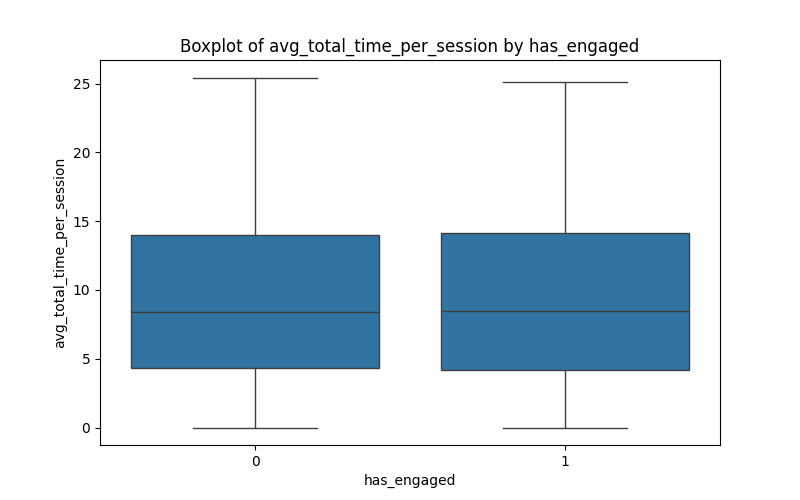 Boxplot of avg_total_time_per_session by has_engaged
avg_total_time_per_session
25
20
15
10
5
0
0
1
has_engaged